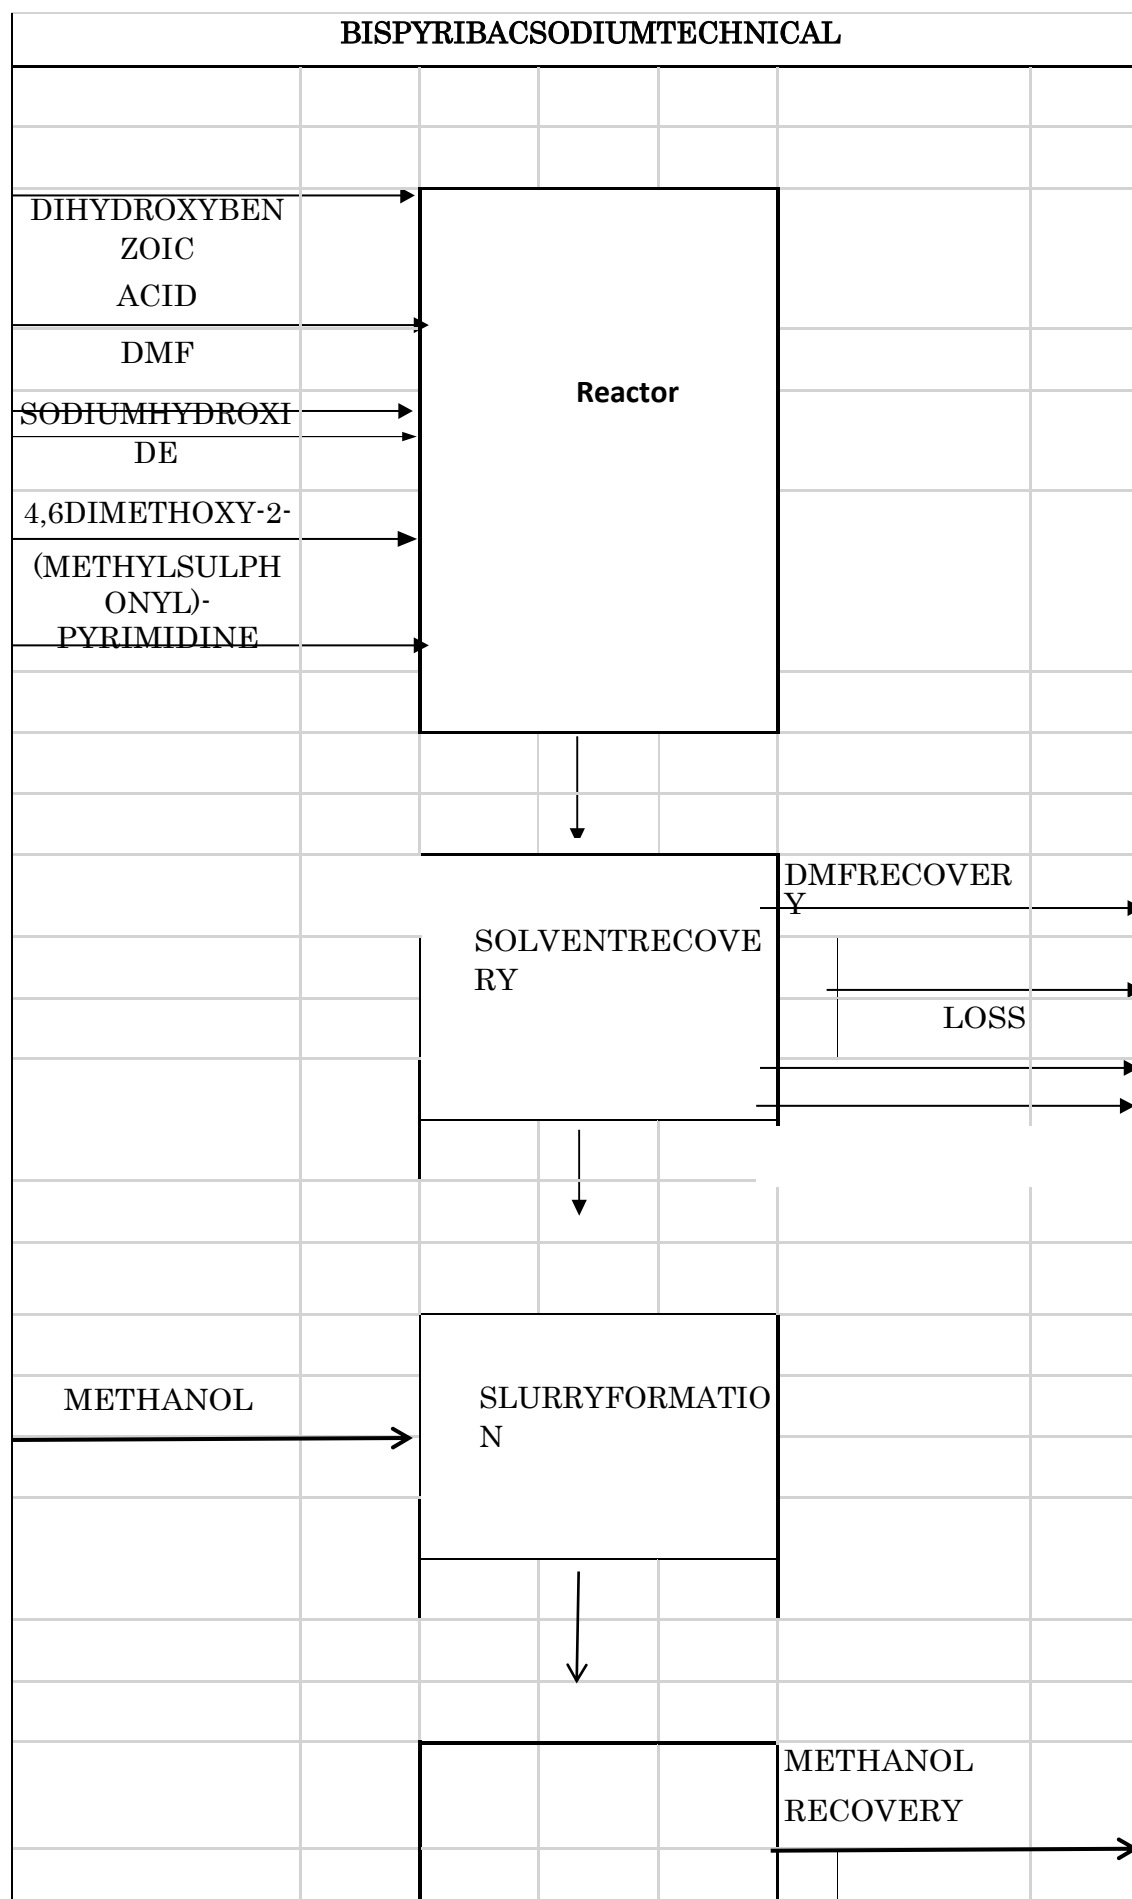 BISPYRIBACSODIUMTECHNICAL
DIHYDROXYBEN
ZOIC
ACID
DMF
Reactor
SODIUMHYDROXI
DE
4,6DIMETHOXY-2-
(METHYLSULPH
ONYL)-
PYRIMIDINE
DMFRECOVER
Y
SOLVENTRECOVE
RY
LOSS
METHANOL
SLURRYFORMATIO
N
METHANOL
RECOVERY